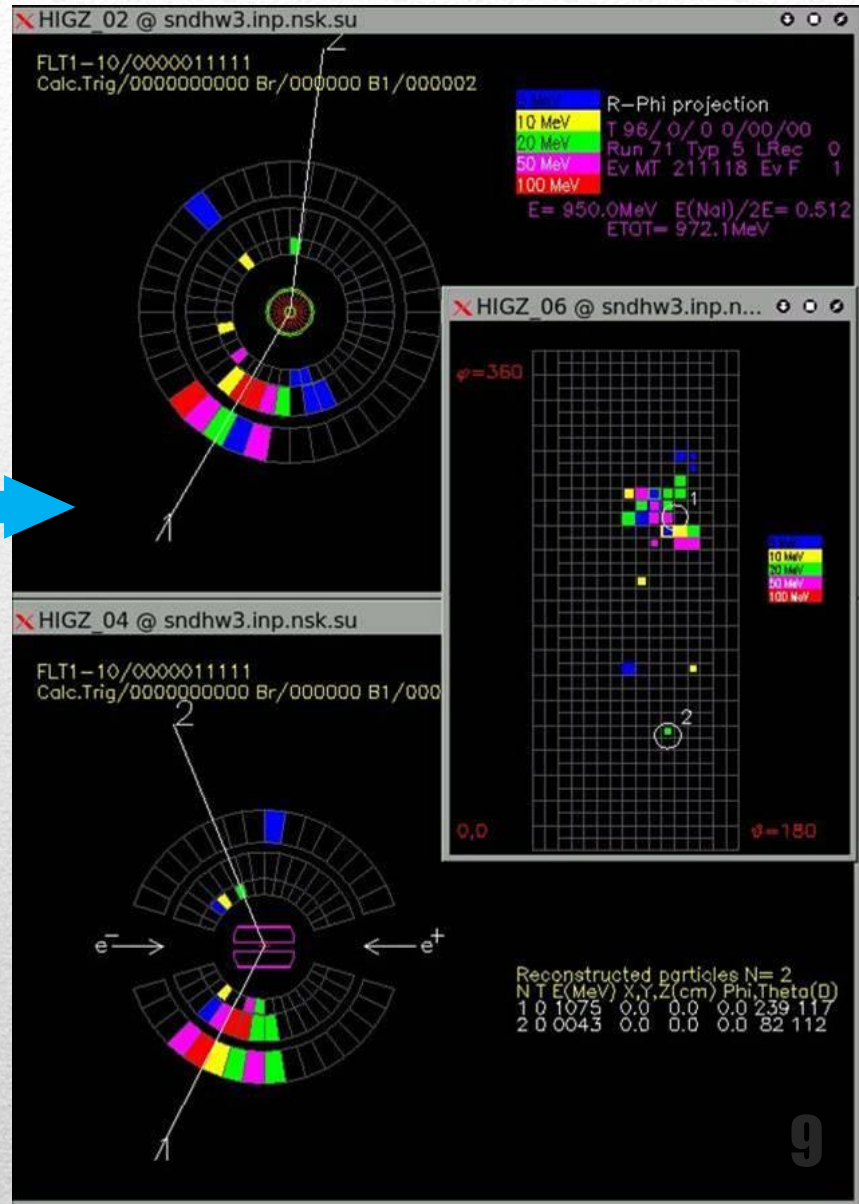 HIGZ_02 @ sndhw3.inp.nsk.su
2
FLT1-10/0000011111
Calc.Trig/0000000000 Br/000000 B1/000002
R-Phi projection
10 MeV
20 MeV
50 MeV
100 MeV
T 96/ 0/ 0 0/00/00
Run 71 Typ 5 LRec 0
Ev MT 211118 Ev F 1
E= 950.0MeV E(NaI)/2E= 0.512
ETOT= 972.1MeV
1
HIGZ_06 @ sndhw3.inp.n...
φ=360
1
10 MeV
20 MeV
50 MeV
100 MeV
2
0,0
ϑ=180
HIGZ_04 @ sndhw3.inp.nsk.su
FLT1-10/0000011111
Calc.Trig/0000000000 Br/000000 B1/000
2
e-
e+
1
Reconstructed particles N= 2
N T E(MeV) X,Y,Z(cm) Phi,Theta(D)
1 0 1075 0.0 0.0 0.0 239 117
2 0 0043 0.0 0.0 0.0 82 112
9